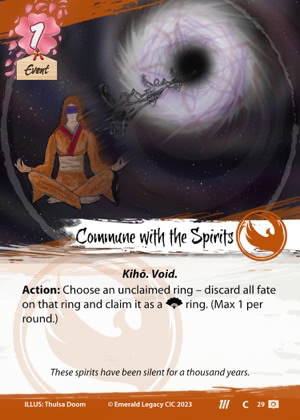 1
Event
Commune with the Spirits
Kihō. Void.
Action: Choose an unclaimed ring – discard all fate
on that ring and claim it as a ring. (Max 1 per
round.)
These spirits have been silent for a thousand years.
ILLUS: Thulsa Doom © Emerald Legacy CIC 2023 C 29